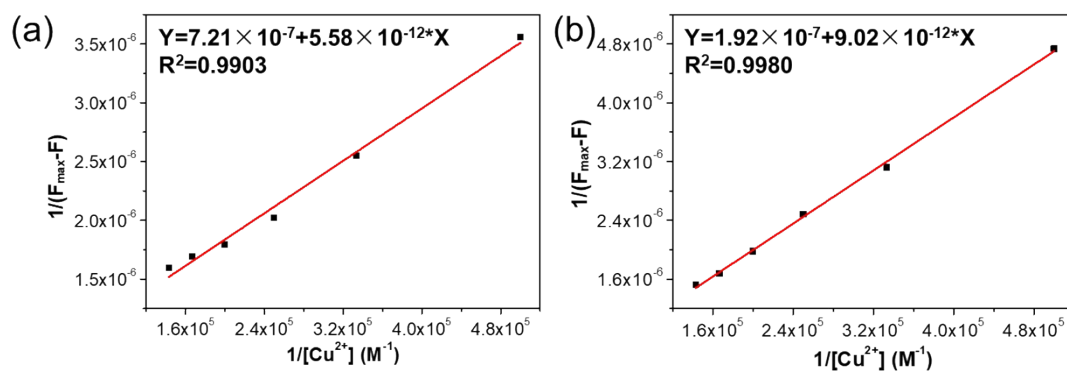 (a)
Y=7.21×10⁻⁷+5.58×10⁻¹²*X
R²=0.9903
1/(Fₘₐₓ-F)
3.5x10⁻⁶
3.0x10⁻⁶
2.5x10⁻⁶
2.0x10⁻⁶
1.5x10⁻⁶
1.6x10⁵ 2.4x10⁵ 3.2x10⁵ 4.0x10⁵ 4.8x10⁵
1/[Cu²⁺] (M⁻¹)
(b)
Y=1.92×10⁻⁷+9.02×10⁻¹²*X
R²=0.9980
1/(Fₘₐₓ-F)
4.8x10⁻⁶
4.0x10⁻⁶
3.2x10⁻⁶
2.4x10⁻⁶
1.6x10⁻⁶
1.6x10⁵ 2.4x10⁵ 3.2x10⁵ 4.0x10⁵ 4.8x10⁵
1/[Cu²⁺] (M⁻¹)